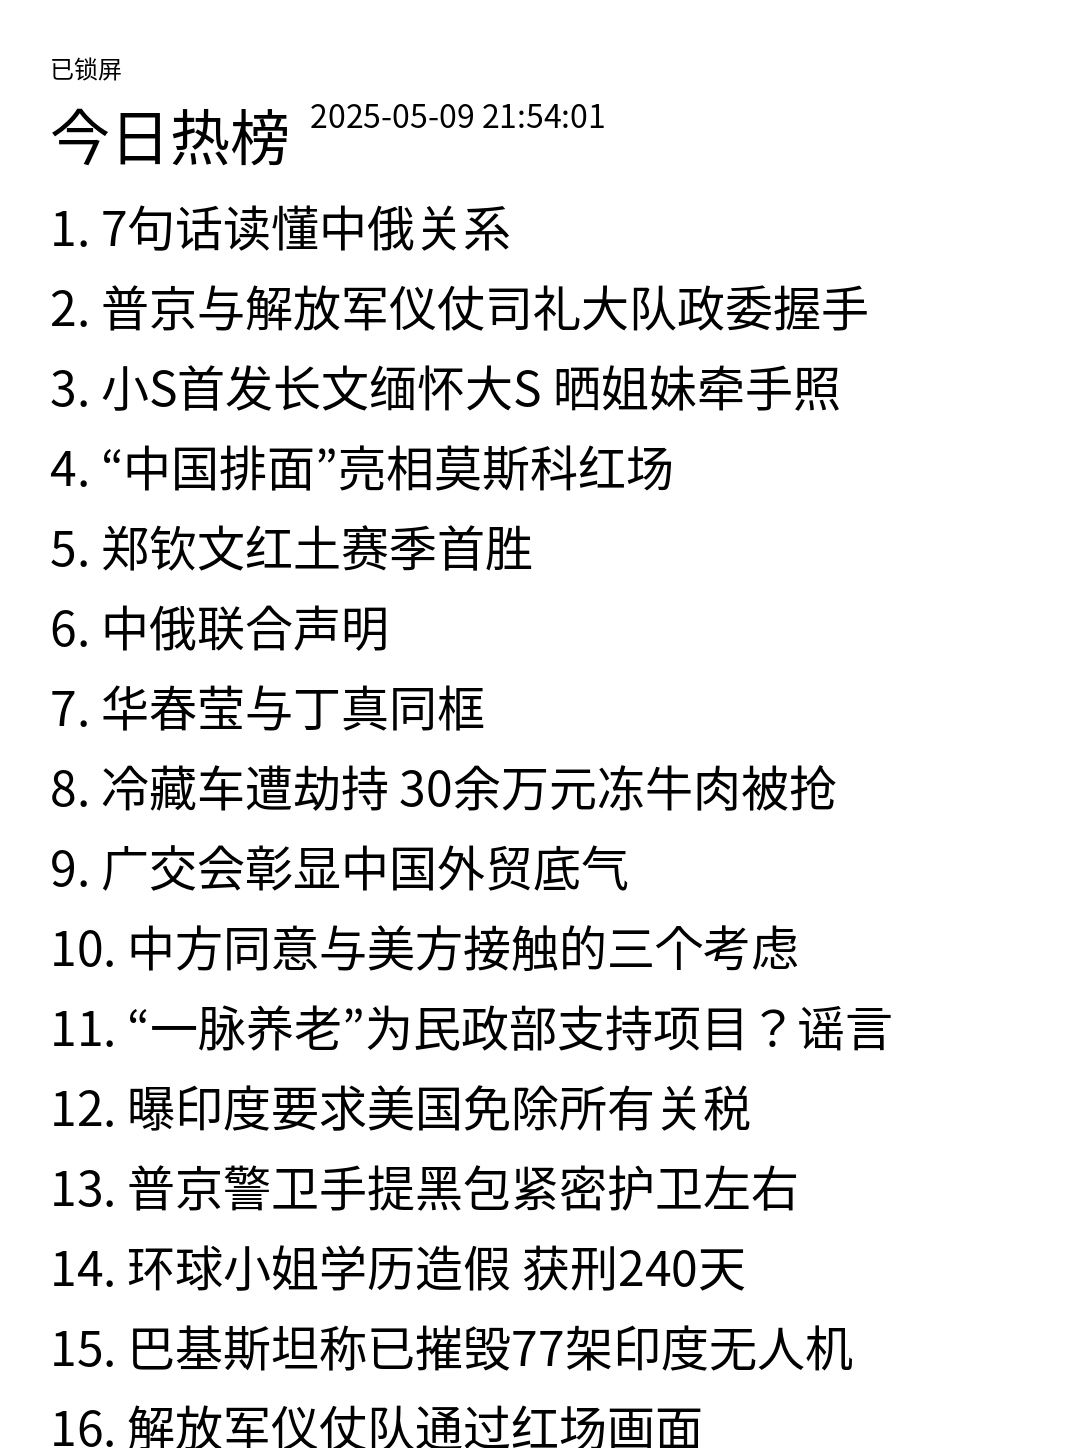 已锁屏
今日热榜 2025-05-09 21:54:01
1. 7句话读懂中俄关系
2. 普京与解放军仪仗司礼大队政委握手
3. 小S首发长文缅怀大S 晒姐妹牵手照
4. “中国排面”亮相莫斯科红场
5. 郑钦文红土赛季首胜
6. 中俄联合声明
7. 华春莹与丁真同框
8. 冷藏车遭劫持 30余万元冻牛肉被抢
9. 广交会彰显中国外贸底气
10. 中方同意与美方接触的三个考虑
11. “一脉养老”为民政部支持项目？谣言
12. 曝印度要求美国免除所有关税
13. 普京警卫手提黑包紧密护卫左右
14. 环球小姐学历造假 获刑240天
15. 巴基斯坦称已摧毁77架印度无人机
16. 解放军仪仗队通过红场画面